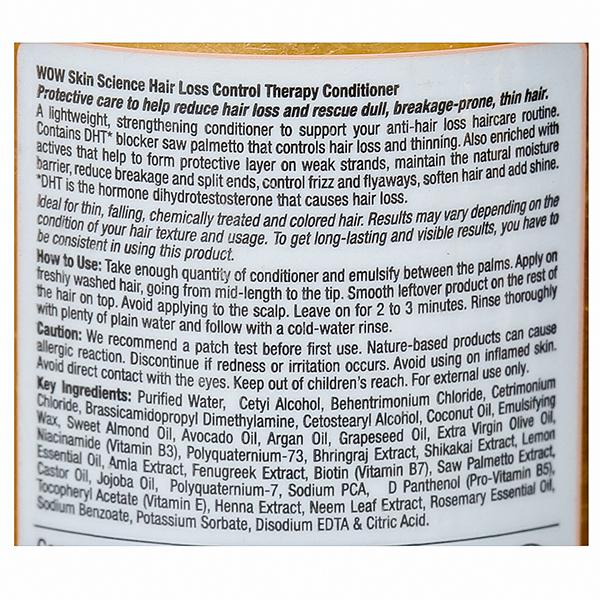 WOW Skin Science Hair Loss Control Therapy Conditioner
Protective care to help reduce hair loss and rescue dull, breakage-prone, thin hair.
A lightweight, strengthening conditioner to support your anti-hair loss haircare routine.
Contains DHT* blocker saw palmetto that controls hair loss and thinning. Also enriched with
actives that help to form protective layer on weak strands, maintain the natural moisture
barrier, reduce breakage and split ends, control frizz and flyaways, soften hair and add shine.
*DHT is the hormone dihydrotestosterone that causes hair loss.
Ideal for thin, falling, chemically treated and colored hair. Results may vary depending on the
condition of your hair texture and usage. To get long-lasting and visible results, you have to
be consistent in using this product.
How to Use: Take enough quantity of conditioner and emulsify between the palms. Apply on
freshly washed hair, going from mid-length to the tip. Smooth leftover product on the rest of
the hair on top. Avoid applying to the scalp. Leave on for 2 to 3 minutes. Rinse thoroughly
with plenty of plain water and follow with a cold-water rinse.
Caution: We recommend a patch test before first use. Nature-based products can cause
allergic reaction. Discontinue if redness or irritation occurs. Avoid using on inflamed skin.
Avoid direct contact with the eyes. Keep out of children's reach. For external use only.
Key Ingredients: Purified Water, Cetyl Alcohol, Behentrimonium Chloride, Cetrimonium
Chloride, Brassicamidopropyl Dimethylamine, Cetostearyl Alcohol, Coconut Oil, Emulsifying
Wax, Sweet Almond Oil, Avocado Oil, Argan Oil, Grapeseed Oil, Extra Virgin Olive Oil,
Niacinamide (Vitamin B3), Polyquaternium-73, Bhringraj Extract, Shikakai Extract, Lemon
Essential Oil, Amla Extract, Fenugreek Extract, Biotin (Vitamin B7), Saw Palmetto Extract,
Castor Oil, Jojoba Oil, Polyquaternium-7, Sodium PCA, D Panthenol (Pro-Vitamin B5),
Tocopheryl Acetate (Vitamin E), Henna Extract, Neem Leaf Extract, Rosemary Essential Oil,
Sodium Benzoate, Potassium Sorbate, Disodium EDTA & Citric Acid.